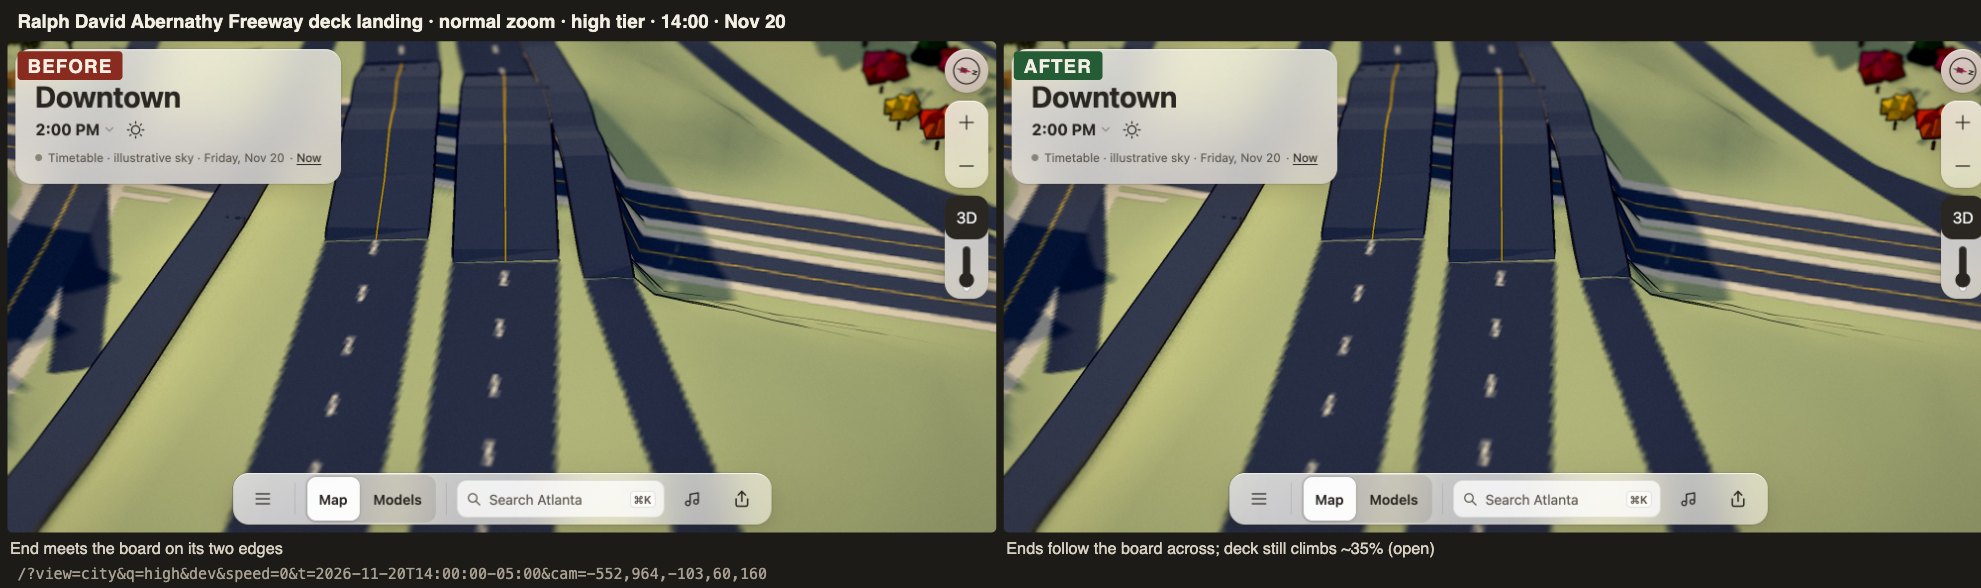 Ralph David Abernathy Freeway deck landing · normal zoom · high tier · 14:00 · Nov 20
BEFORE
Downtown
2:00 PM
Timetable · illustrative sky · Friday, Nov 20 · Now
Z
+
−
3D
Map Models Search Atlanta ⌘K
End meets the board on its two edges
AFTER
Downtown
2:00 PM
Timetable · illustrative sky · Friday, Nov 20 · Now
Z
+
−
3D
Map Models Search Atlanta ⌘K
Ends follow the board across; deck still climbs ~35% (open)
/?view=city&q=high&dev&speed=0&t=2026-11-20T14:00:00-05:00&cam=-552,964,-103,60,160